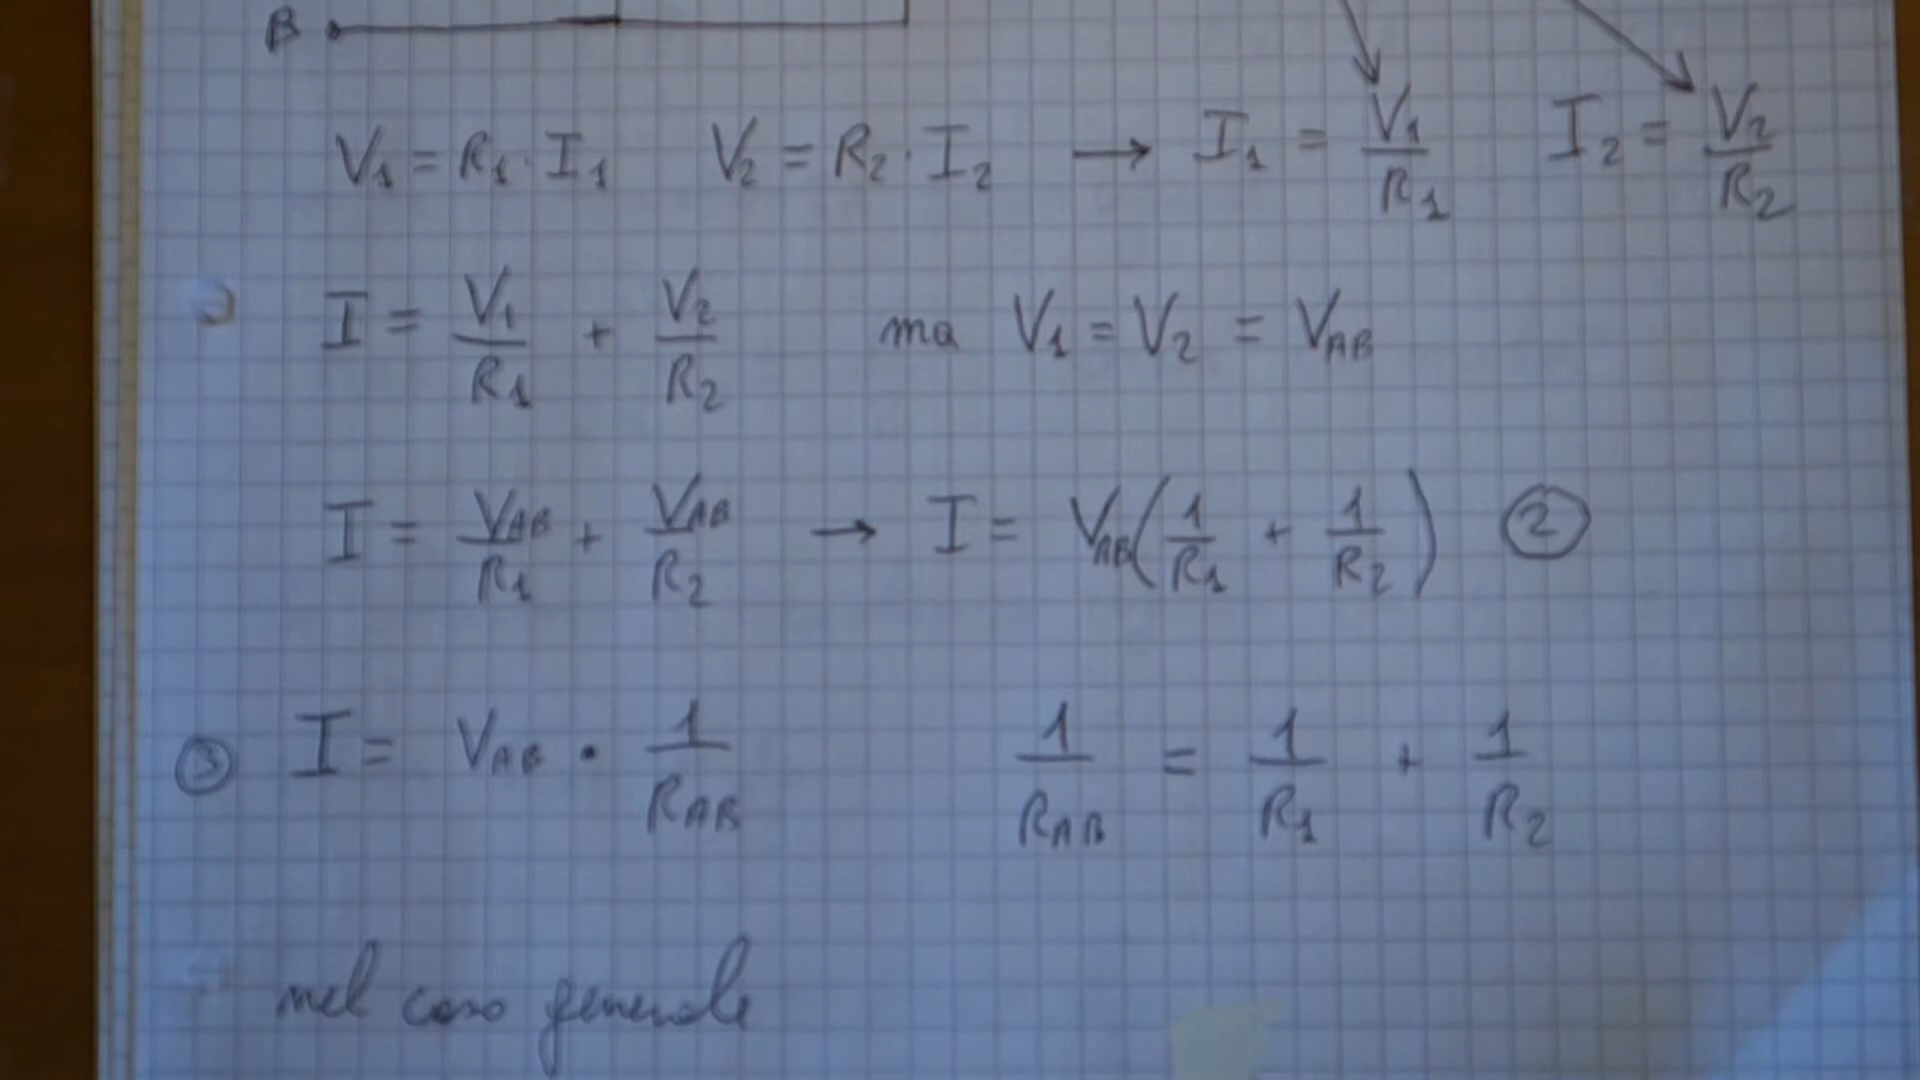 B
V₁ = R₁ · I₁ V₂ = R₂ · I₂ → I₁ = V₁/R₁ I₂ = V₂/R₂
I = V₁/R₁ + V₂/R₂ ma V₁ = V₂ = V_AB
I = V_AB/R₁ + V_AB/R₂ → I = V_AB(1/R₁ + 1/R₂) ②
③ I = V_AB · 1/R_AB 1/R_AB = 1/R₁ + 1/R₂
nel caso generale